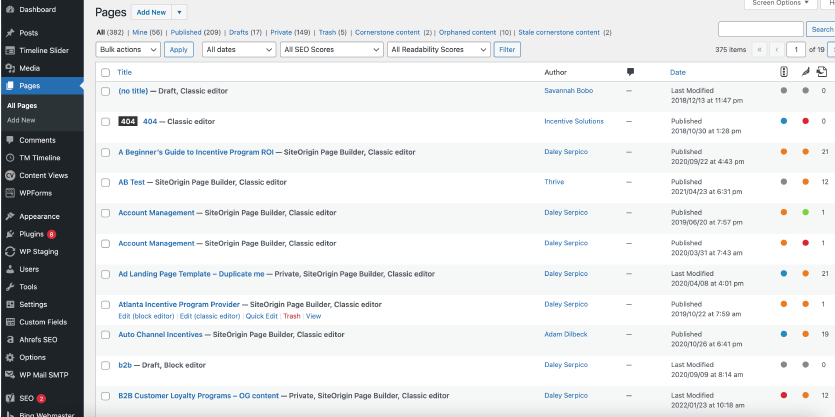 Dashboard
Posts
Timeline Slider
Media
Pages
All Pages
Add New
Comments
TM Timeline
Content Views
WPForms
Appearance
Plugins 8
WP Staging
Users
Tools
Settings
Custom Fields
Ahrefs SEO
Options
WP Mail SMTP
SEO 2
Bing Webmaster
Screen Options
Pages Add New
All (382) | Mine (56) | Published (209) | Drafts (17) | Private (149) | Trash (5) | Cornerstone content (2) | Orphaned content (10) | Stale cornerstone content (2)
Search
Bulk actions Apply All dates All SEO Scores All Readability Scores Filter 375 items « ‹ 1 of 19
Title Author Date
(no title) — Draft, Classic editor Savannah Bobo — Last Modified 0
2018/12/13 at 11:47 pm
404 404 — Classic editor Incentive Solutions — Published 0
2018/10/30 at 1:28 pm
A Beginner's Guide to Incentive Program ROI — SiteOrigin Page Builder, Classic editor Daley Serpico — Published 21
2020/09/22 at 4:43 pm
AB Test — SiteOrigin Page Builder, Classic editor Thrive — Published 12
2021/04/23 at 6:31 pm
Account Management — SiteOrigin Page Builder, Classic editor Daley Serpico — Published 1
2019/06/20 at 7:57 pm
Account Management — SiteOrigin Page Builder, Classic editor Daley Serpico — Published 1
2020/03/31 at 7:43 am
Ad Landing Page Template – Duplicate me — Private, SiteOrigin Page Builder, Classic editor Daley Serpico — Last Modified 21
2020/04/08 at 4:01 pm
Atlanta Incentive Program Provider — SiteOrigin Page Builder, Classic editor Daley Serpico — Published 1
Edit (block editor) | Edit (classic editor) | Quick Edit | Trash | View 2019/10/22 at 7:59 am
Auto Channel Incentives — SiteOrigin Page Builder, Classic editor Adam Dilbeck — Published 19
2020/10/26 at 6:41 pm
b2b — Draft, Block editor Daley Serpico — Last Modified 0
2020/09/09 at 8:14 am
B2B Customer Loyalty Programs – OG content — Private, SiteOrigin Page Builder, Classic editor Daley Serpico — Last Modified 12
2022/01/23 at 10:18 am